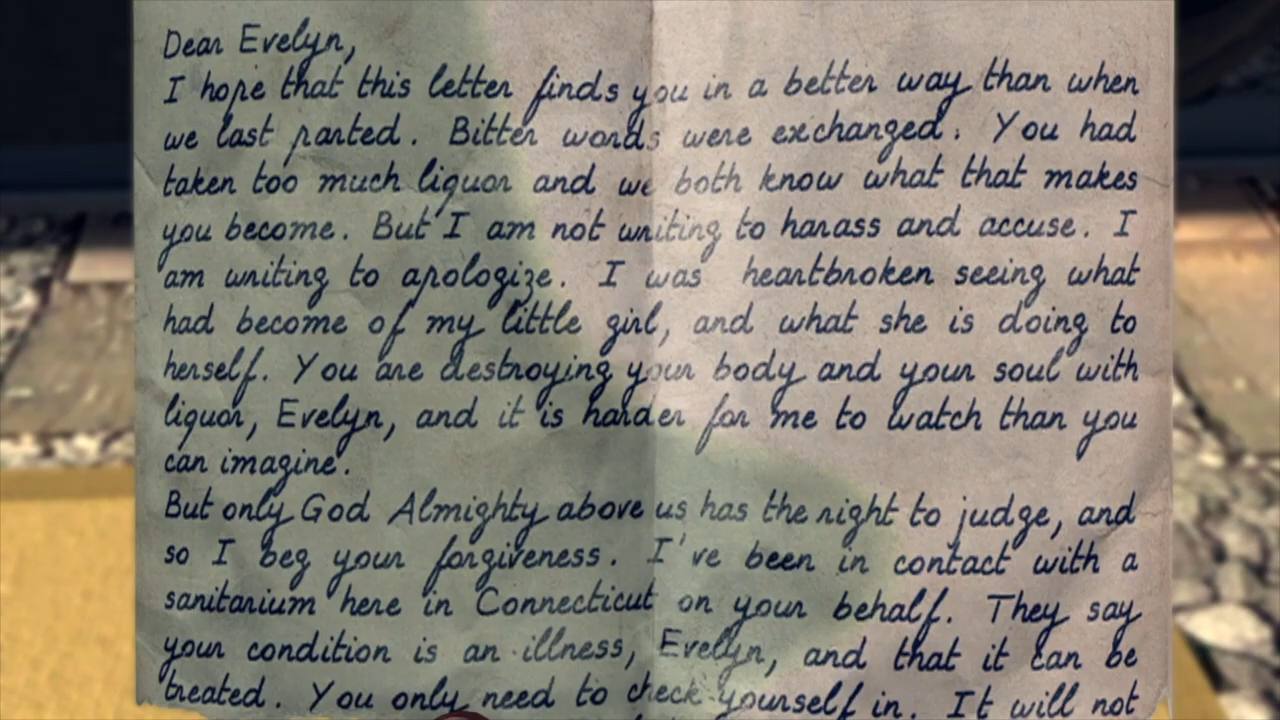 Dear Evelyn,
I hope that this letter finds you in a better way than when
we last parted. Bitter words were exchanged. You had
taken too much liquor and we both know what that makes
you become. But I am not writing to harass and accuse. I
am writing to apologize. I was heartbroken seeing what
had become of my little girl, and what she is doing to
herself. You are destroying your body and your soul with
liquor, Evelyn, and it is harder for me to watch than you
can imagine.
But only God Almighty above us has the right to judge, and
so I beg your forgiveness. I've been in contact with a
sanitarium here in Connecticut on your behalf. They say
your condition is an illness, Evelyn, and that it can be
treated. You only need to check yourself in. It will not